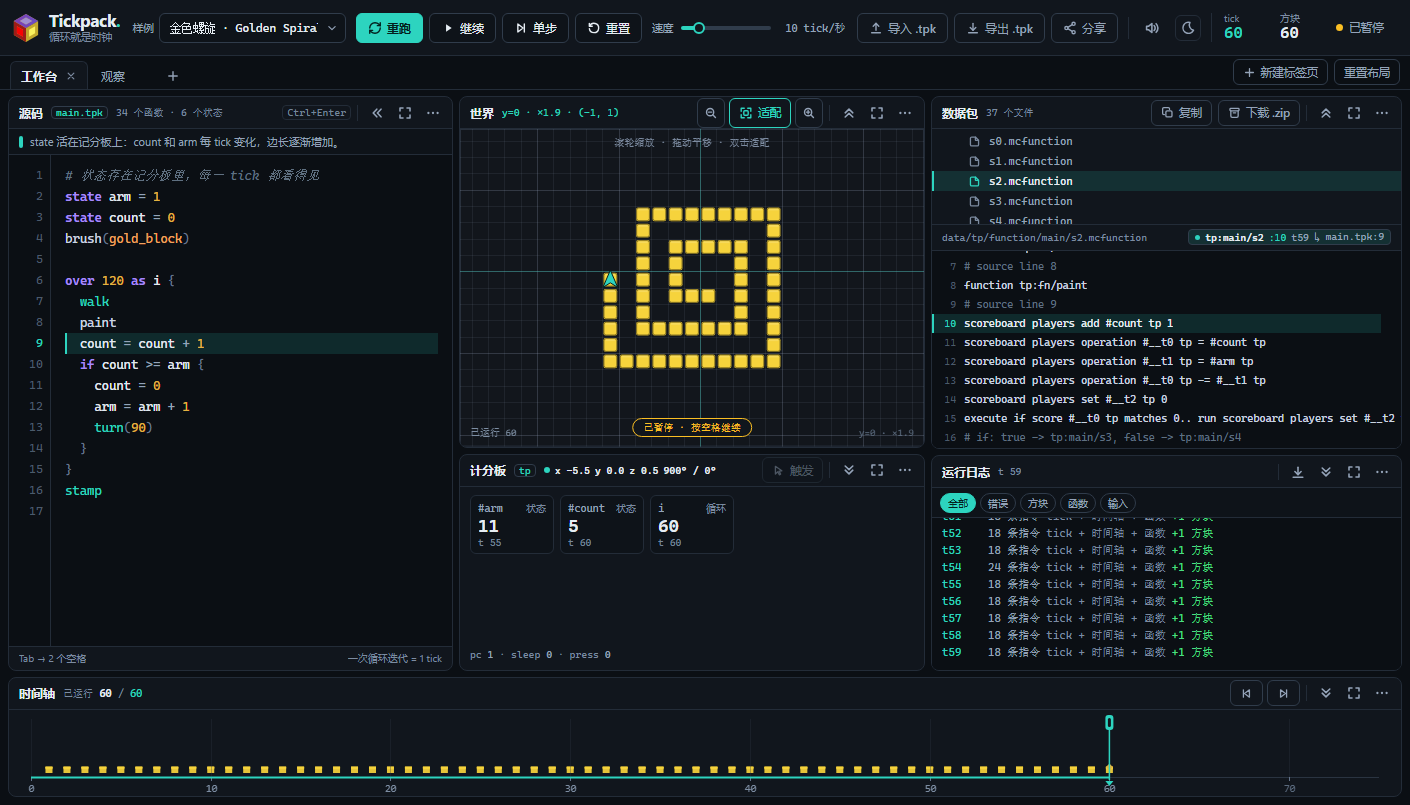 Tickpack.
循环就是时钟
样例
金色螺旋 · Golden Spira
重跑
继续
单步
重置
速度
10 tick/秒
导入 .tpk
导出 .tpk
分享
tick
60
方块
60
已暂停
工作台
观察
新建标签页
重置布局
源码
main.tpk
34 个函数 · 6 个状态
Ctrl+Enter
state 活在记分板上：count 和 arm 每 tick 变化，边长逐渐增加。
1 # 状态存在记分板里，每一 tick 都看得见
2 state arm = 1
3 state count = 0
4 brush(gold_block)
5
6 over 120 as i {
7 walk
8 paint
9 count = count + 1
10 if count >= arm {
11 count = 0
12 arm = arm + 1
13 turn(90)
14 }
15 }
16 stamp
17
Tab → 2 个空格
一次循环迭代 = 1 tick
世界
y=0 · ×1.9 · (−1, 1)
适配
滚轮缩放 · 拖动平移 · 双击适配
已暂停 · 按空格继续
已运行 60
y=0 · ×1.9
计分板
tp
x −5.5 y 0.0 z 0.5 900° / 0°
触发
#arm 状态
11
t 55
#count 状态
5
t 60
i 循环
60
t 60
pc 1 · sleep 0 · press 0
数据包
37 个文件
复制
下载 .zip
s0.mcfunction
s1.mcfunction
s2.mcfunction
s3.mcfunction
s4.mcfunction
data/tp/function/main/s2.mcfunction
tp:main/s2 :10 t59 ↳ main.tpk:9
7 # source line 8
8 function tp:fn/paint
9 # source line 9
10 scoreboard players add #count tp 1
11 scoreboard players operation #__t0 tp = #count tp
12 scoreboard players operation #__t1 tp = #arm tp
13 scoreboard players operation #__t0 tp -= #__t1 tp
14 scoreboard players set #__t2 tp 0
15 execute if score #__t0 tp matches 0.. run scoreboard players set #__t2
16 # if: true -> tp:main/s3, false -> tp:main/s4
运行日志
t 59
全部
错误
方块
函数
输入
t51 18 条指令 tick + 时间轴 + 函数 +1 方块
t52 18 条指令 tick + 时间轴 + 函数 +1 方块
t53 18 条指令 tick + 时间轴 + 函数 +1 方块
t54 24 条指令 tick + 时间轴 + 函数 +1 方块
t55 18 条指令 tick + 时间轴 + 函数 +1 方块
t56 18 条指令 tick + 时间轴 + 函数 +1 方块
t57 18 条指令 tick + 时间轴 + 函数 +1 方块
t58 18 条指令 tick + 时间轴 + 函数 +1 方块
t59 18 条指令 tick + 时间轴 + 函数 +1 方块
时间轴
已运行 60 / 60
0 10 20 30 40 50 60 70